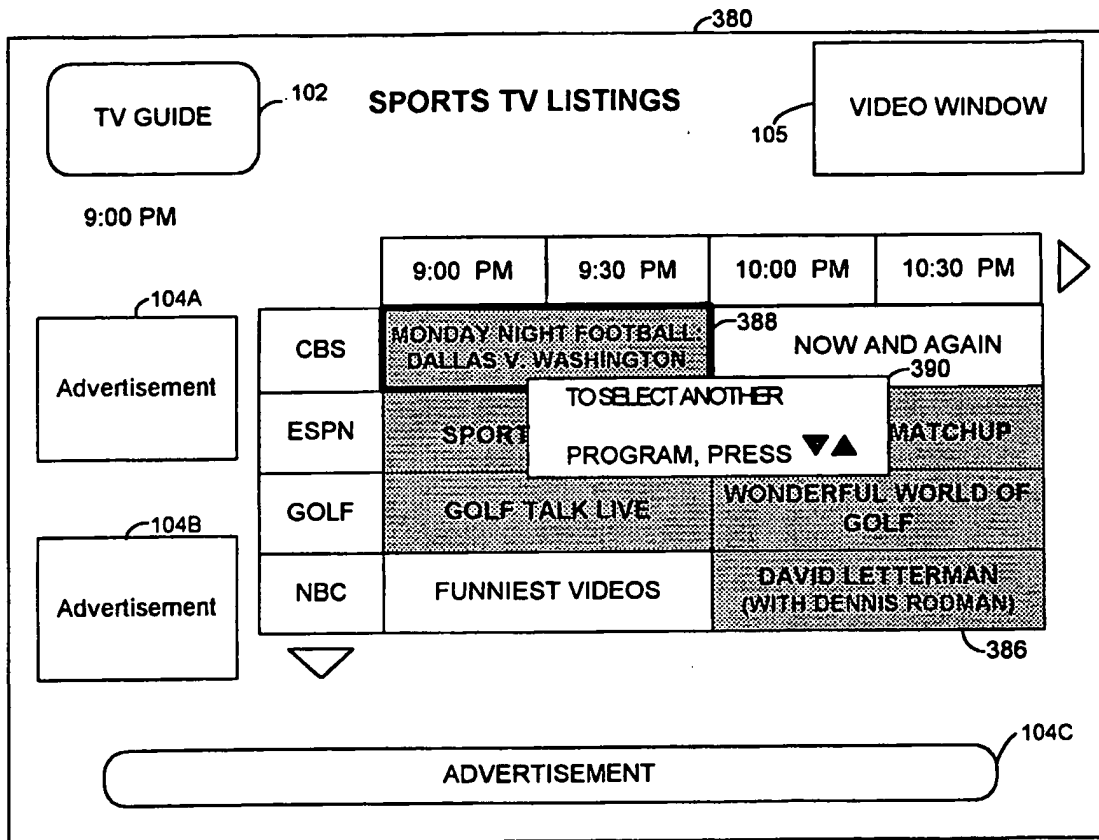 380
TV GUIDE
102
SPORTS TV LISTINGS
105
VIDEO WINDOW
9:00 PM
9:00 PM 9:30 PM 10:00 PM 10:30 PM
104A
Advertisement
CBS
MONDAY NIGHT FOOTBALL:
DALLAS V. WASHINGTON
388
NOW AND AGAIN
390
TO SELECT ANOTHER
PROGRAM, PRESS ▼▲
ESPN
SPORT
MATCHUP
GOLF
GOLF TALK LIVE
WONDERFUL WORLD OF
GOLF
104B
Advertisement
NBC
FUNNIEST VIDEOS
DAVID LETTERMAN
(WITH DENNIS RODMAN)
386
104C
ADVERTISEMENT